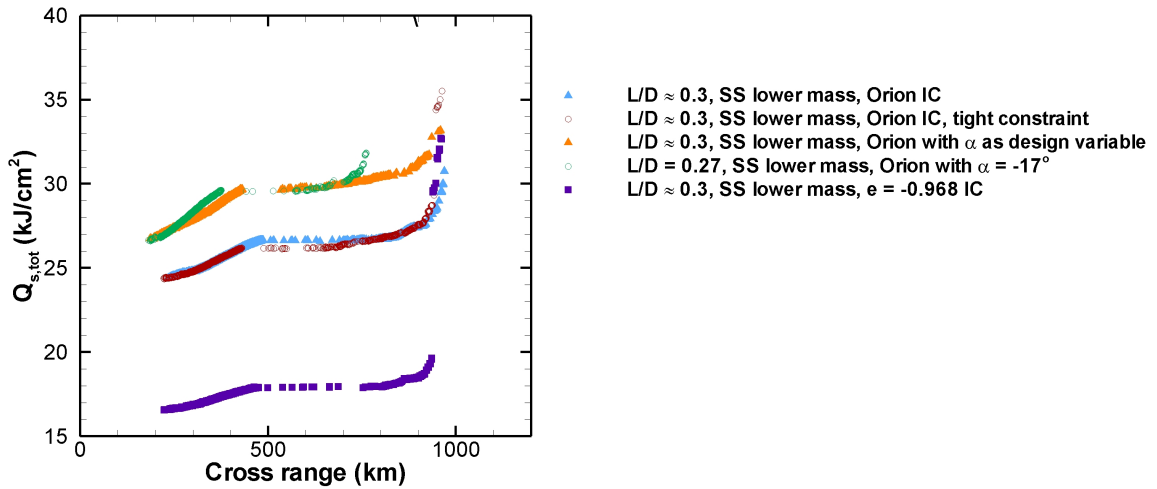 40
35
30
25
20
15
Q_s,tot (kJ/cm²)
0
500
1000
Cross range (km)
L/D ≈ 0.3, SS lower mass, Orion IC
L/D ≈ 0.3, SS lower mass, Orion IC, tight constraint
L/D ≈ 0.3, SS lower mass, Orion with α as design variable
L/D = 0.27, SS lower mass, Orion with α = -17°
L/D ≈ 0.3, SS lower mass, e = -0.968 IC